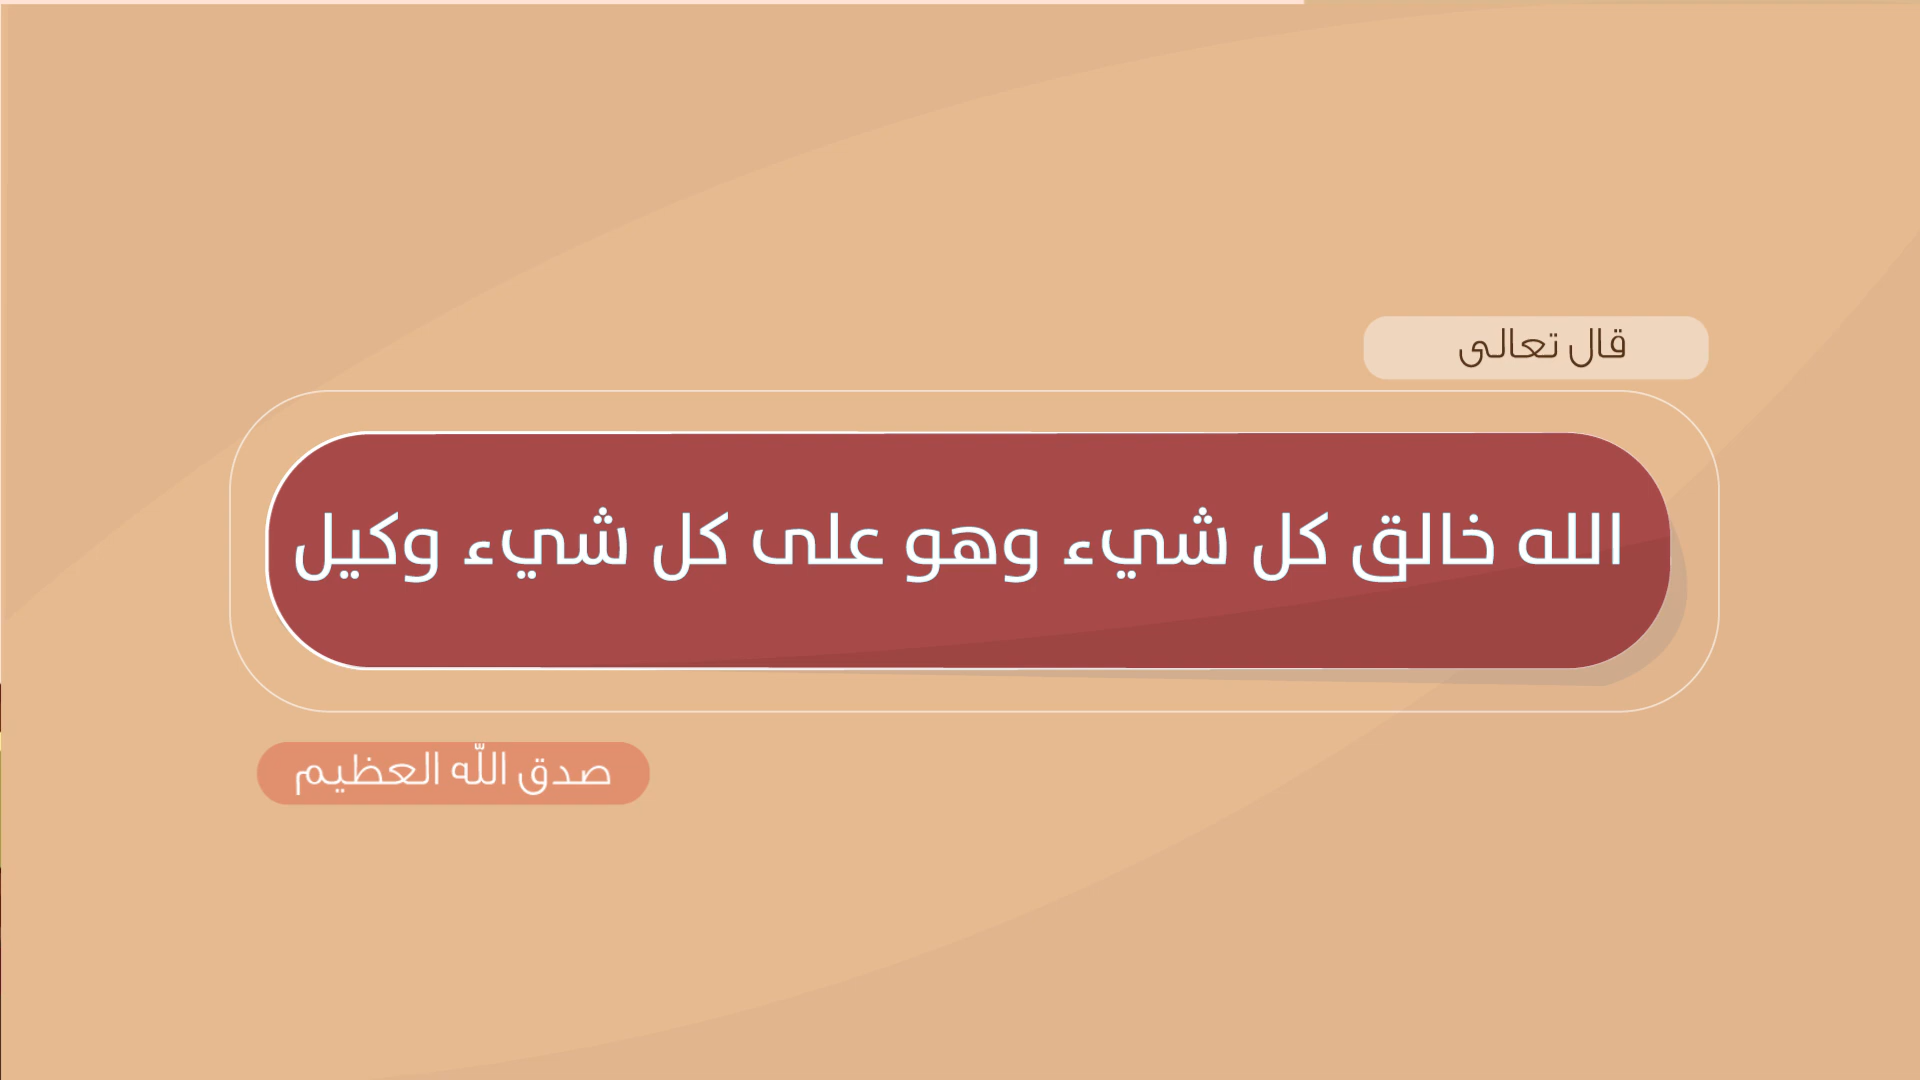 قال تعالى
الله خالق كل شيء وهو على كل شيء وكيل
صدق اللّه العظيم